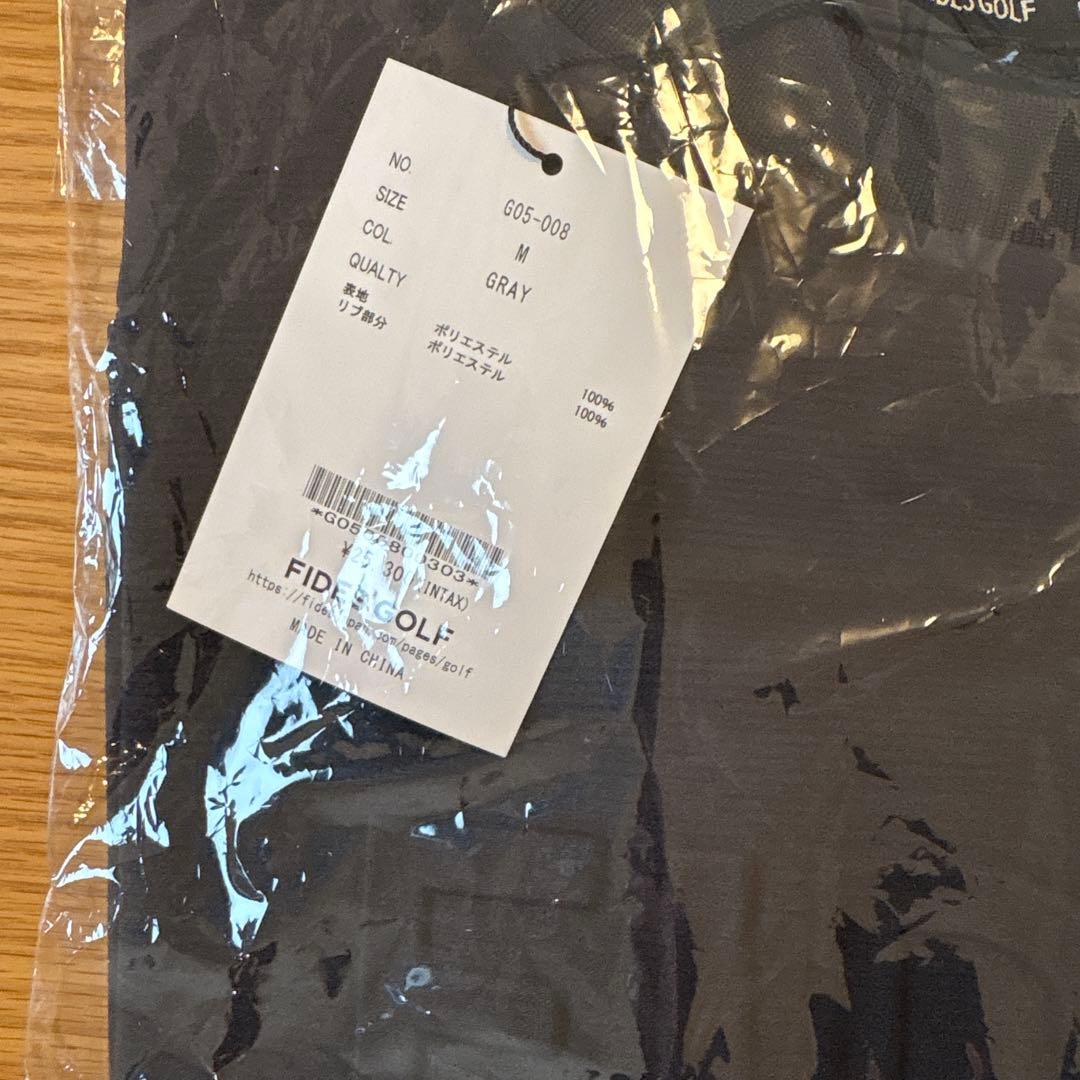 GOLF
NO. G05-008
SIZE M
COL. GRAY
QUALTY
表地 ポリエステル 100%
リブ部分 ポリエステル 100%
FIDES GOLF
MADE IN CHINA